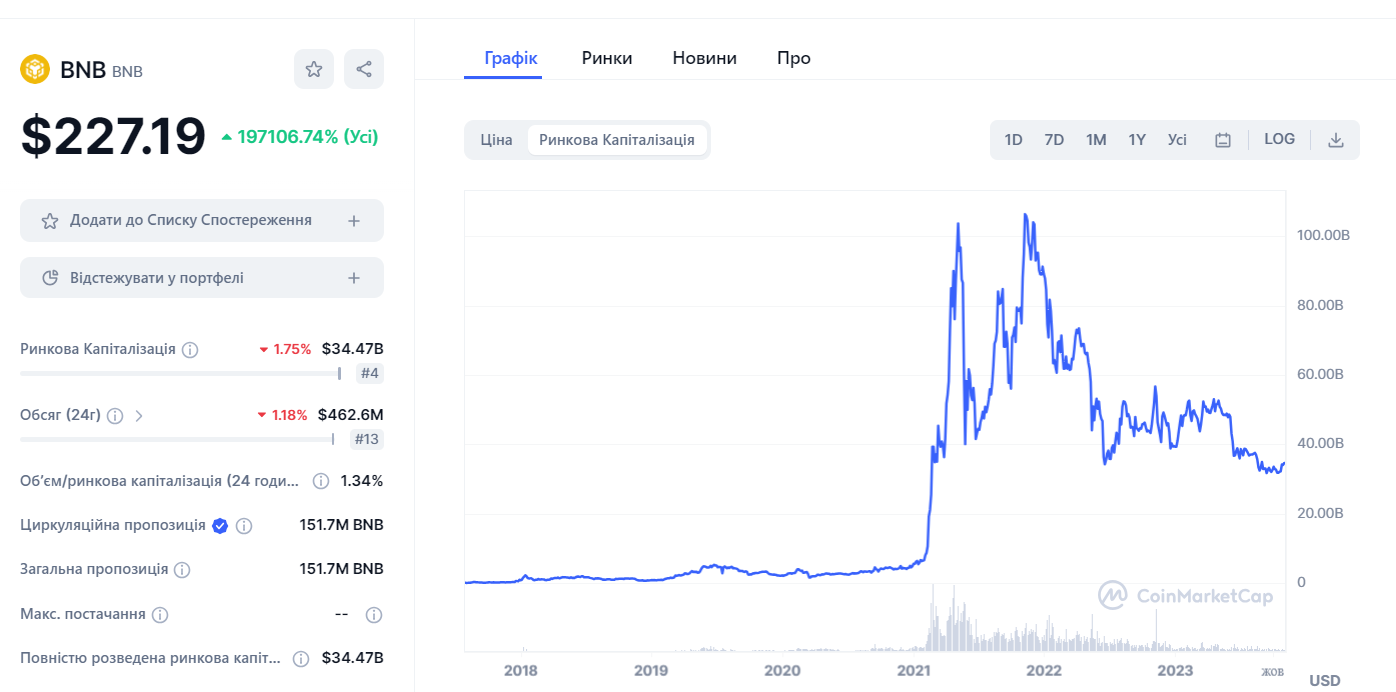 BNB BNB
$227.19 197106.74% (Усі)
Додати до Списку Спостереження +
Відстежувати у портфелі +
Ринкова Капіталізація 1.75% $34.47B
#4
Обсяг (24г) 1.18% $462.6M
#13
Об’єм/ринкова капіталізація (24 годи... 1.34%
Циркуляційна пропозиція 151.7M BNB
Загальна пропозиція 151.7M BNB
Макс. постачання --
Повністю розведена ринкова капіт... $34.47B
Графік Ринки Новини Про
Ціна Ринкова Капіталізація 1D 7D 1M 1Y Усі LOG
100.00B
80.00B
60.00B
40.00B
20.00B
0
CoinMarketCap
2018 2019 2020 2021 2022 2023 жов
USD